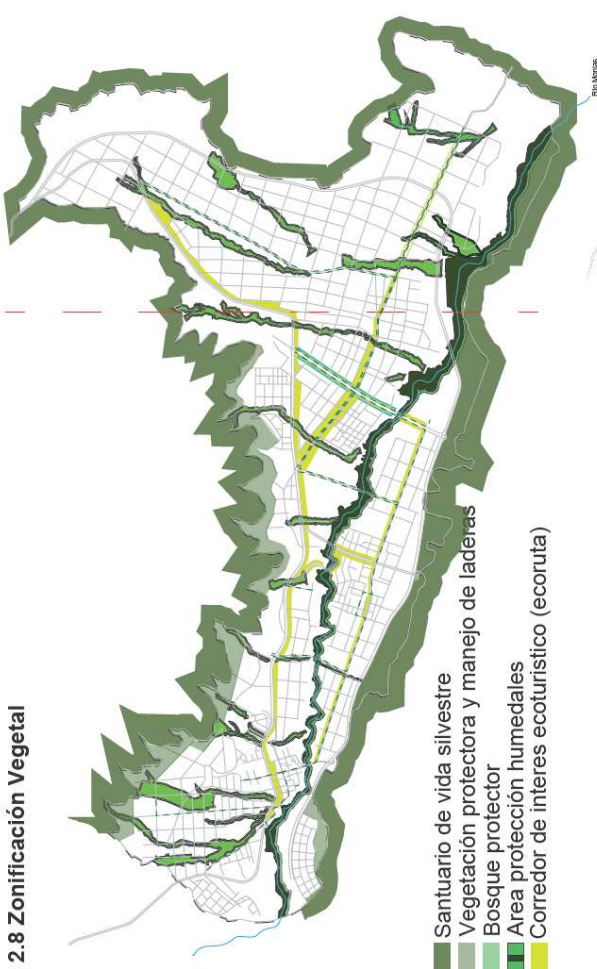 2.8 Zonificación Vegetal
Santuario de vida silvestre
Vegetación protectora y manejo de laderas
Bosque protector
Area protección humedales
Corredor de interes ecoturistico (ecoruta)